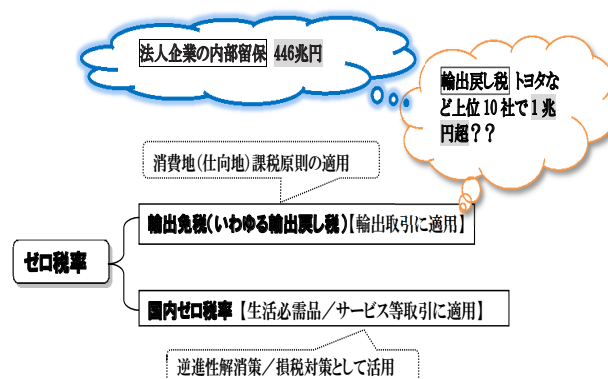 法人企業の内部留保 446兆円
輸出戻し税 トヨタな
ど上位10社で1兆
円超??
消費地(仕向地)課税原則の適用
輸出免税(いわゆる輸出戻し税)【輸出取引に適用】
ゼロ税率
国内ゼロ税率【生活必需品/サービス等取引に適用】
逆進性解消策/損税対策として活用